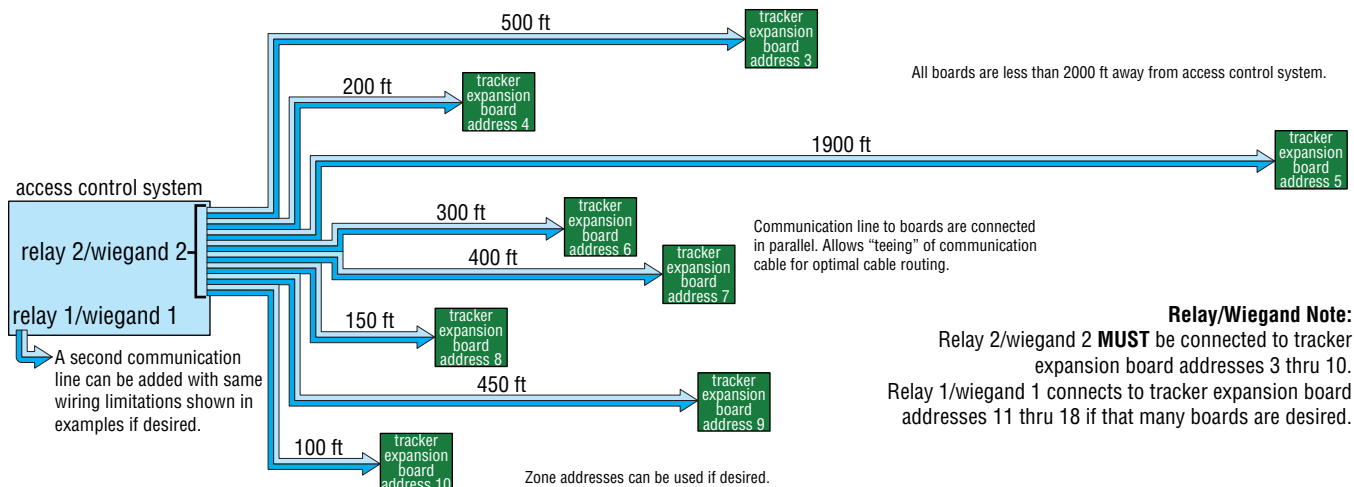 500 ft
tracker
expansion
board
address 3
All boards are less than 2000 ft away from access control system.
200 ft
tracker
expansion
board
address 4
1900 ft
tracker
expansion
board
address 5
access control system
relay 2/wiegand 2
relay 1/wiegand 1
300 ft
tracker
expansion
board
address 6
Communication line to boards are connected
in parallel. Allows “teeing” of communication
cable for optimal cable routing.
400 ft
tracker
expansion
board
address 7
150 ft
tracker
expansion
board
address 8
Relay/Wiegand Note:
Relay 2/wiegand 2 MUST be connected to tracker
expansion board addresses 3 thru 10.
Relay 1/wiegand 1 connects to tracker expansion board
addresses 11 thru 18 if that many boards are desired.
A second communication
line can be added with same
wiring limitations shown in
examples if desired.
450 ft
tracker
expansion
board
address 9
100 ft
tracker
expansion
board
address 10
Zone addresses can be used if desired.